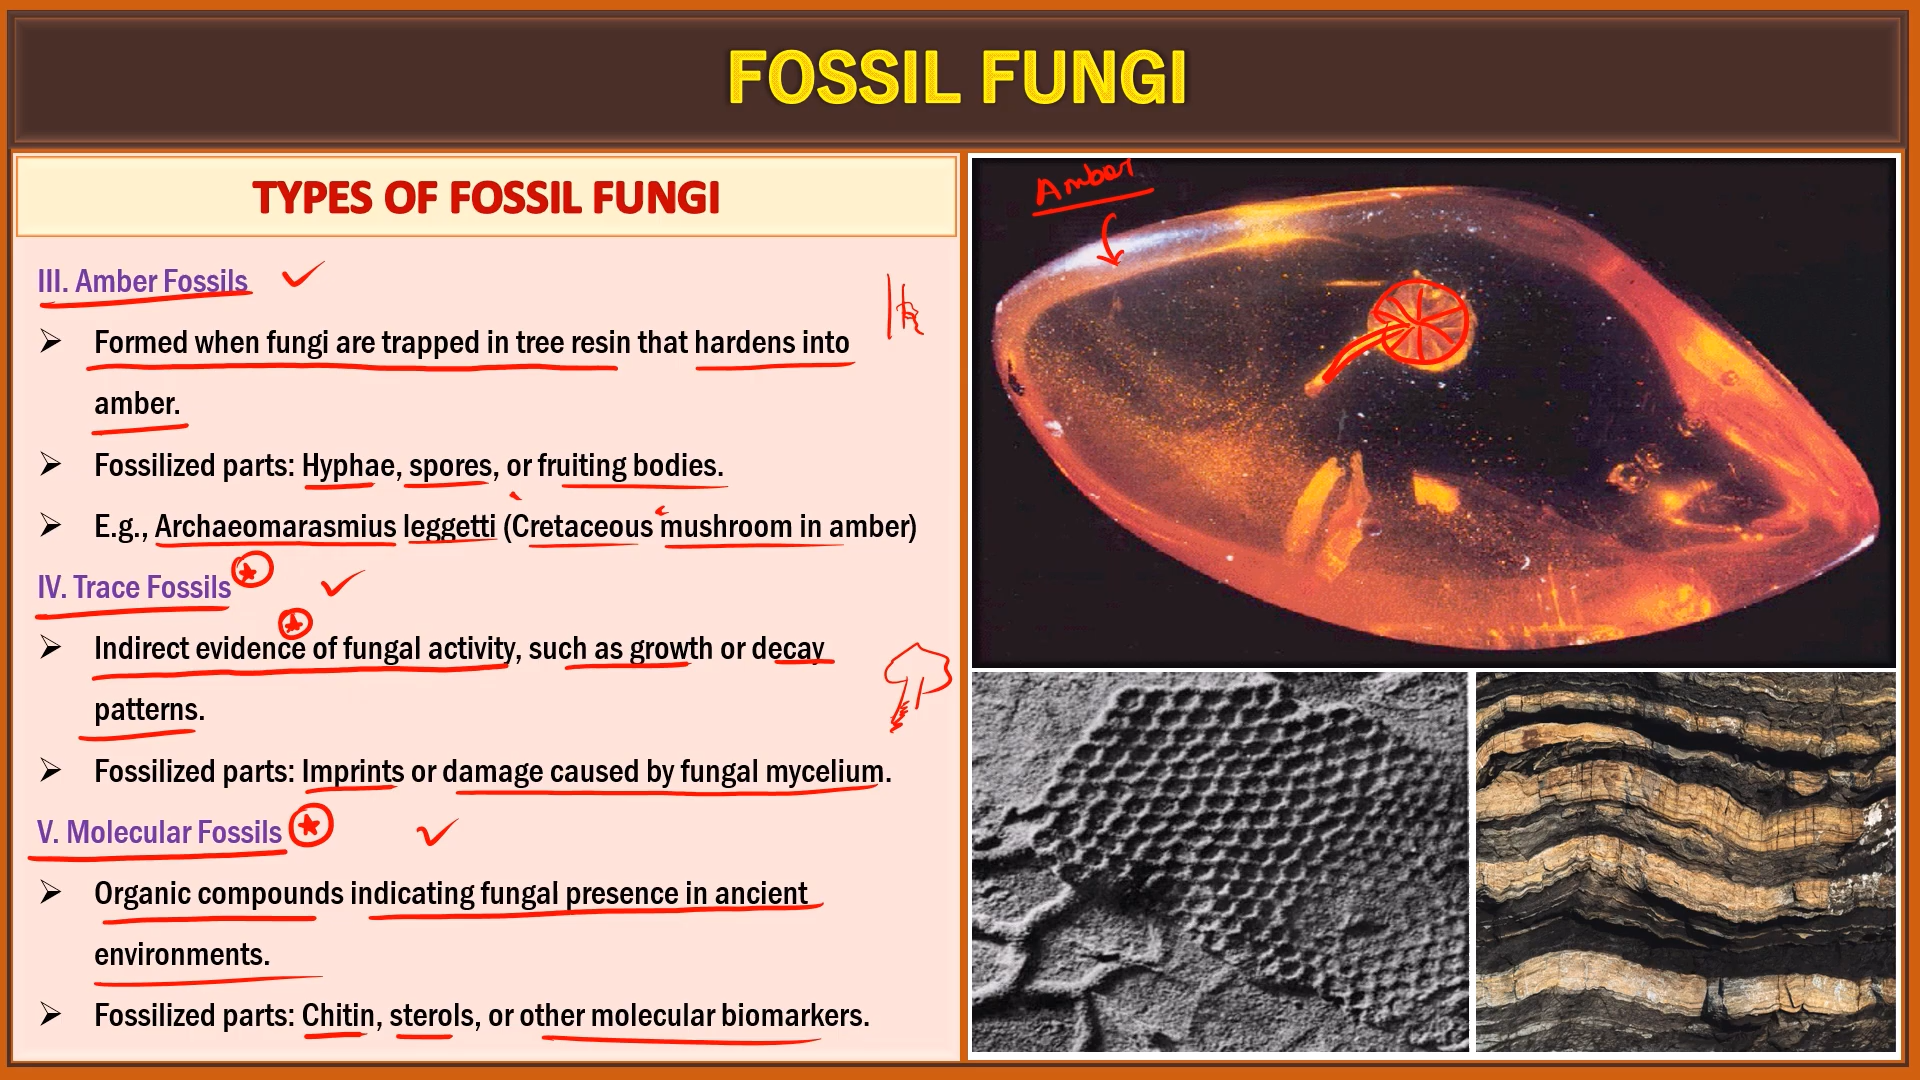 FOSSIL FUNGI
TYPES OF FOSSIL FUNGI
III. Amber Fossils
➢ Formed when fungi are trapped in tree resin that hardens into
amber.
➢ Fossilized parts: Hyphae, spores, or fruiting bodies.
➢ E.g., Archaeomarasmius leggetti (Cretaceous mushroom in amber)
IV. Trace Fossils
➢ Indirect evidence of fungal activity, such as growth or decay
patterns.
➢ Fossilized parts: Imprints or damage caused by fungal mycelium.
V. Molecular Fossils
➢ Organic compounds indicating fungal presence in ancient
environments.
➢ Fossilized parts: Chitin, sterols, or other molecular biomarkers.
Amber